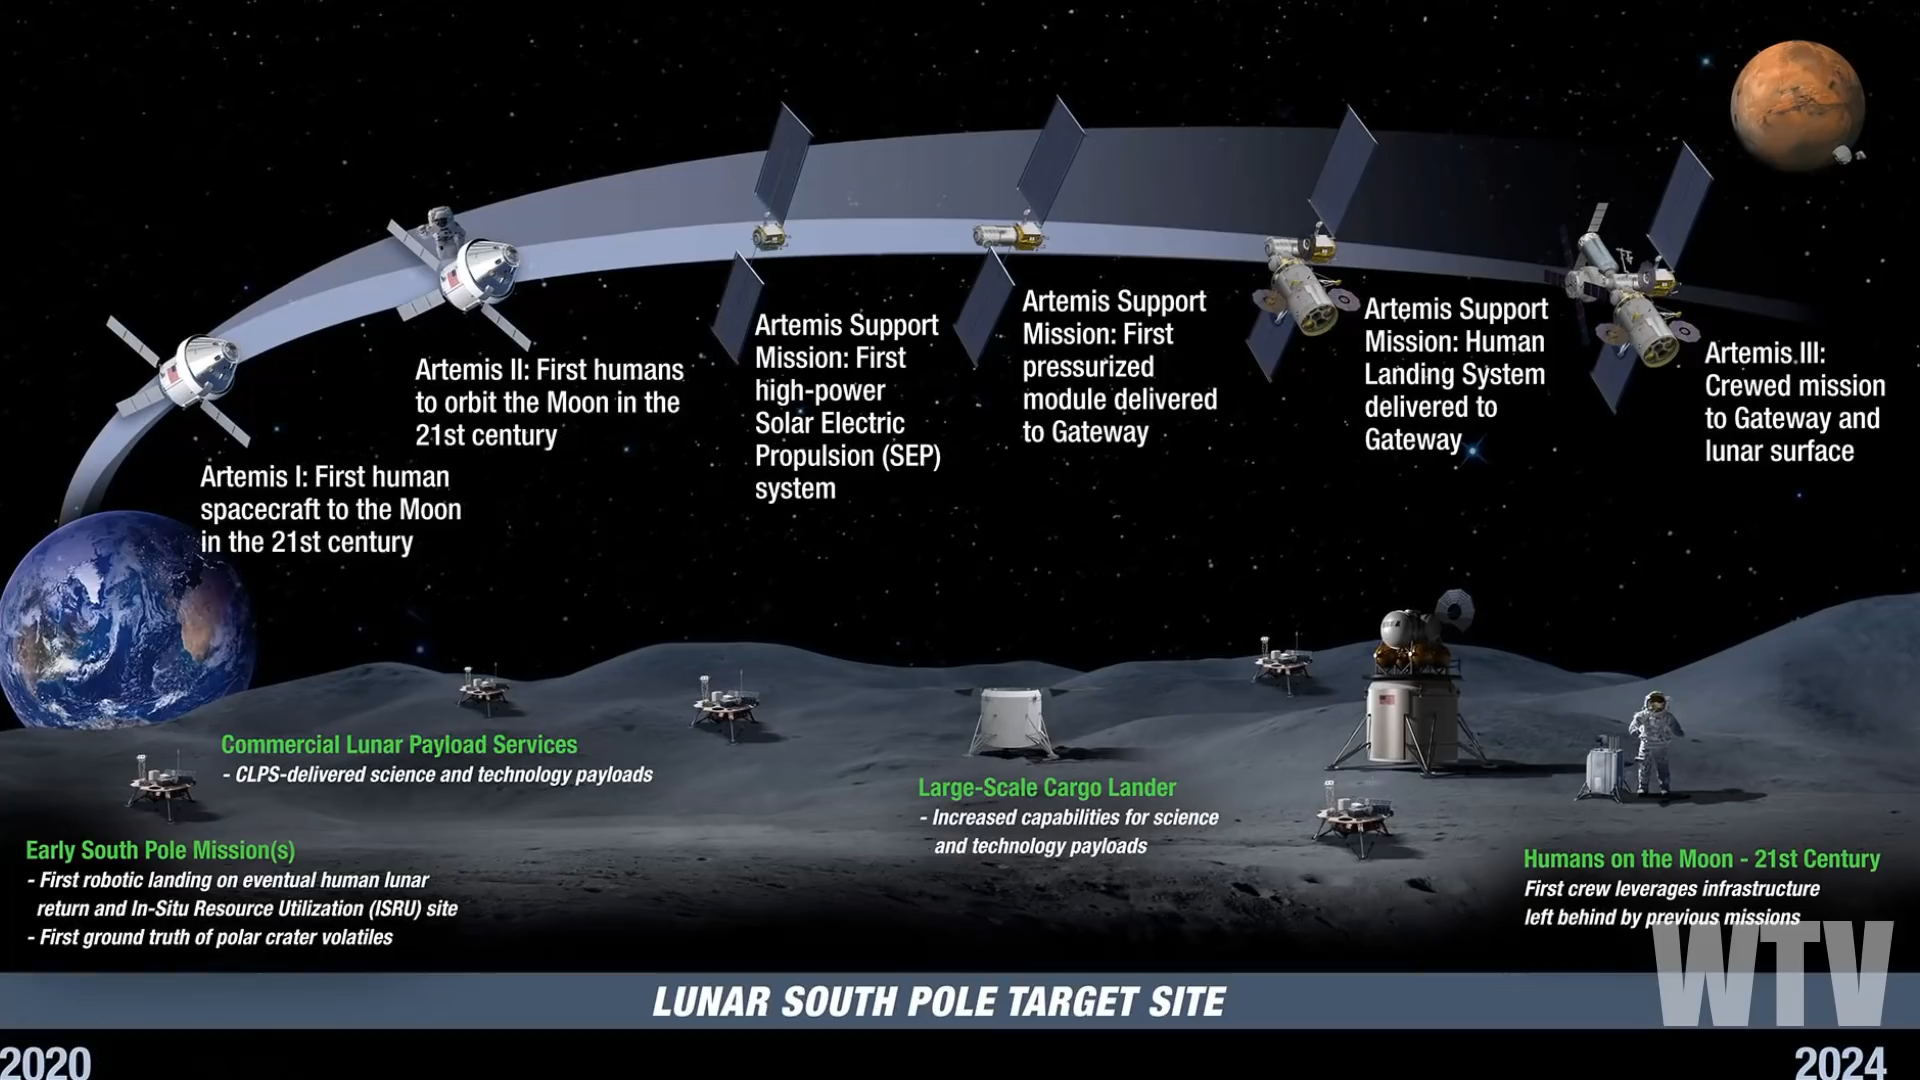 Artemis I: First human
spacecraft to the Moon
in the 21st century
Artemis II: First humans
to orbit the Moon in the
21st century
Artemis Support
Mission: First
high-power
Solar Electric
Propulsion (SEP)
system
Artemis Support
Mission: First
pressurized
module delivered
to Gateway
Artemis Support
Mission: Human
Landing System
delivered to
Gateway
Artemis III:
Crewed mission
to Gateway and
lunar surface
Commercial Lunar Payload Services
- CLPS-delivered science and technology payloads
Early South Pole Mission(s)
- First robotic landing on eventual human lunar
return and In-Situ Resource Utilization (ISRU) site
- First ground truth of polar crater volatiles
Large-Scale Cargo Lander
- Increased capabilities for science
and technology payloads
Humans on the Moon - 21st Century
First crew leverages infrastructure
left behind by previous missions
WTV
LUNAR SOUTH POLE TARGET SITE
2020
2024